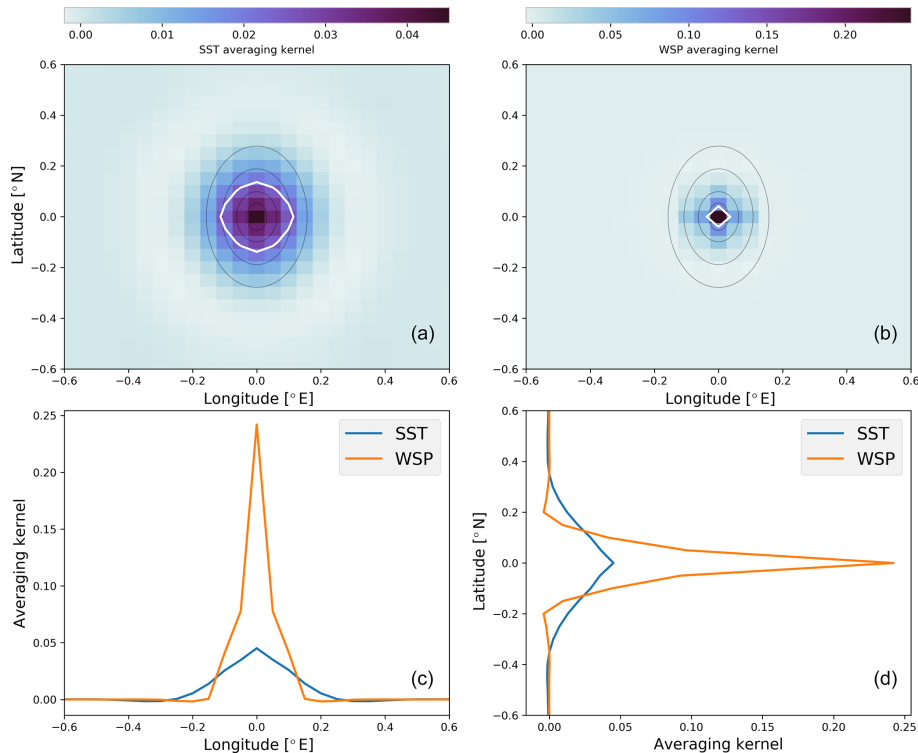 0.00 0.01 0.02 0.03 0.04
SST averaging kernel
0.00 0.05 0.10 0.15 0.20
WSP averaging kernel
0.6
0.4
0.2
0.0
−0.2
−0.4
−0.6
Latitude [°N]
(a)
−0.6 −0.4 −0.2 0.0 0.2 0.4 0.6
Longitude [°E]
0.6
0.4
0.2
0.0
−0.2
−0.4
−0.6
(b)
−0.6 −0.4 −0.2 0.0 0.2 0.4 0.6
Longitude [°E]
0.25
0.20
0.15
0.10
0.05
0.00
Averaging kernel
SST
WSP
(c)
−0.6 −0.4 −0.2 0.0 0.2 0.4 0.6
Longitude [°E]
0.6
0.4
0.2
0.0
−0.2
−0.4
−0.6
Latitude [°N]
SST
WSP
(d)
0.00 0.05 0.10 0.15 0.20 0.25
Averaging kernel